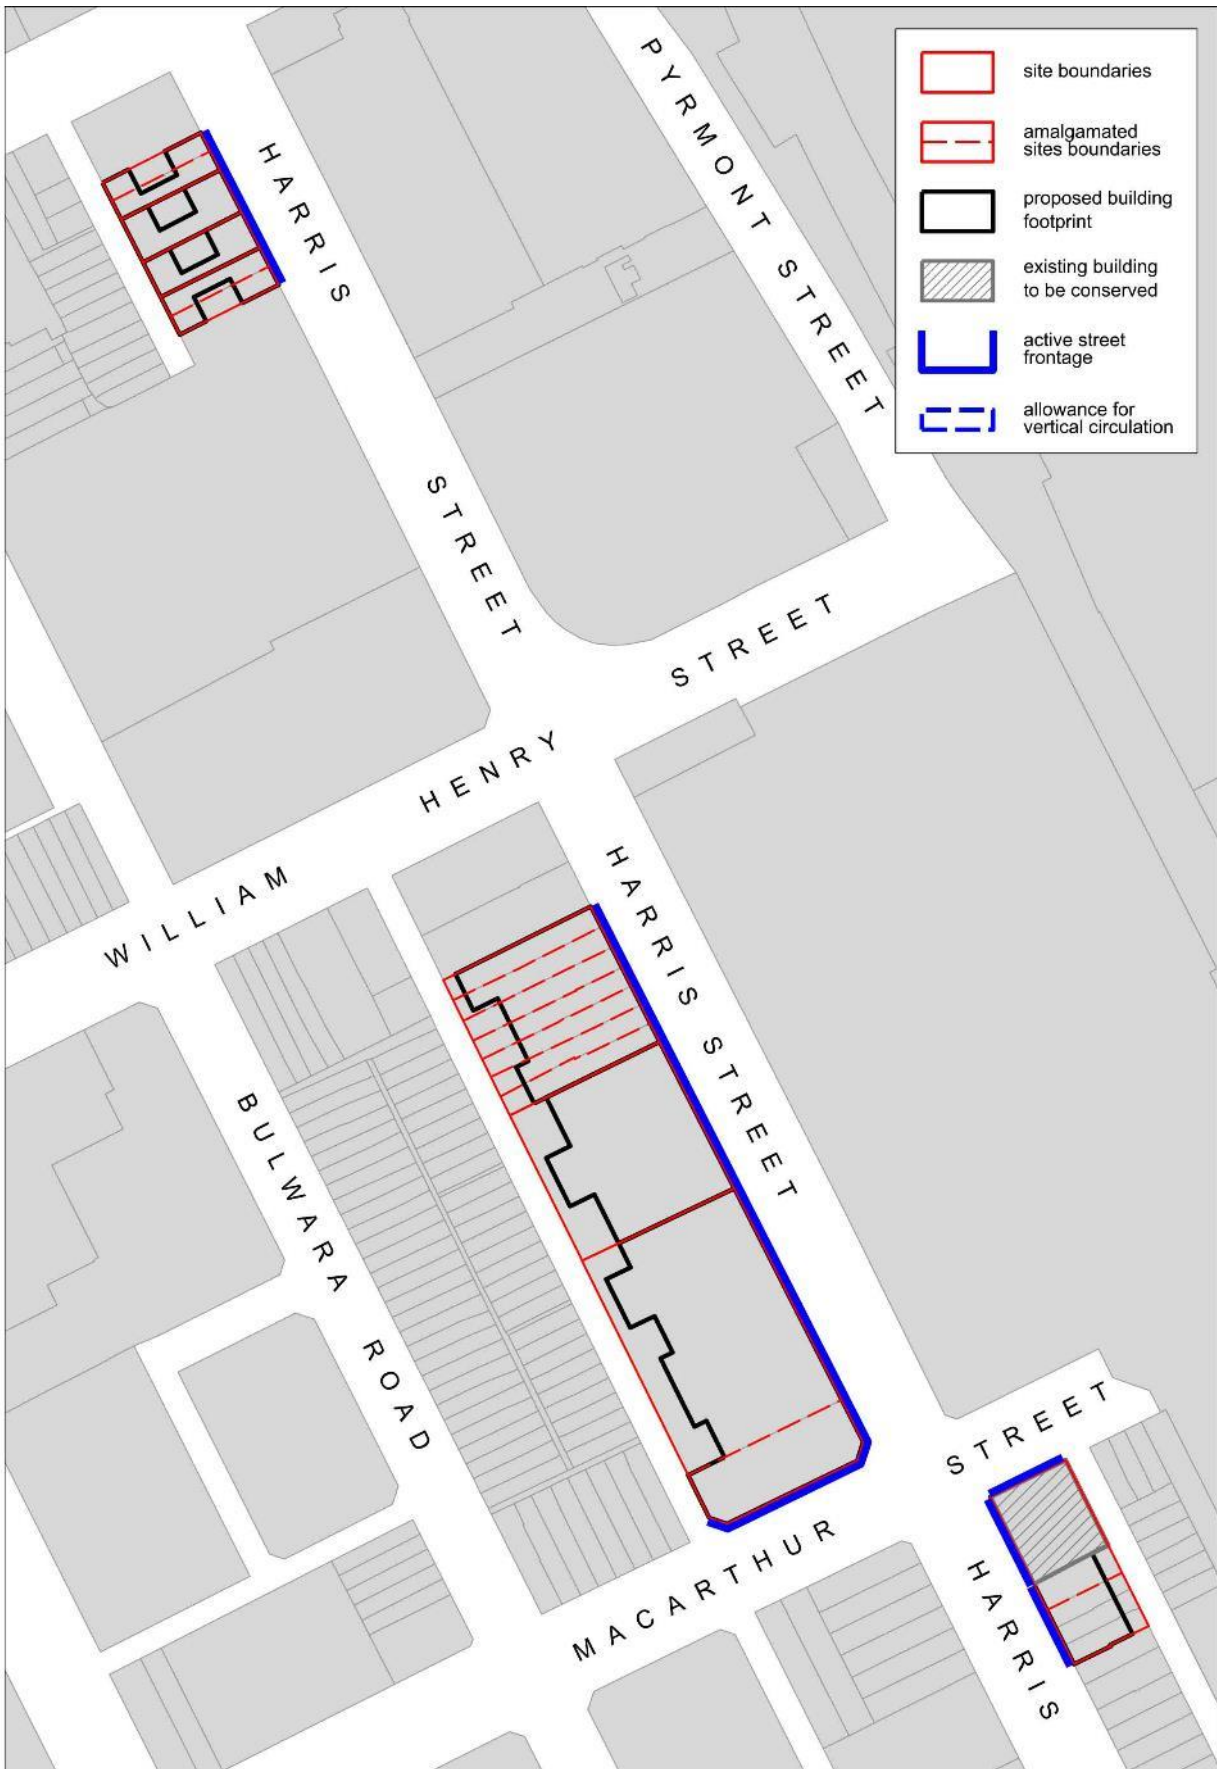 PYRMONT STREET
site boundaries
amalgamated
sites boundaries
proposed building
footprint
existing building
to be conserved
active street
frontage
allowance for
vertical circulation
HARRIS STREET
WILLIAM HENRY STREET
HARRIS STREET
BULWARA ROAD
MACARTHUR STREET
HARRIS